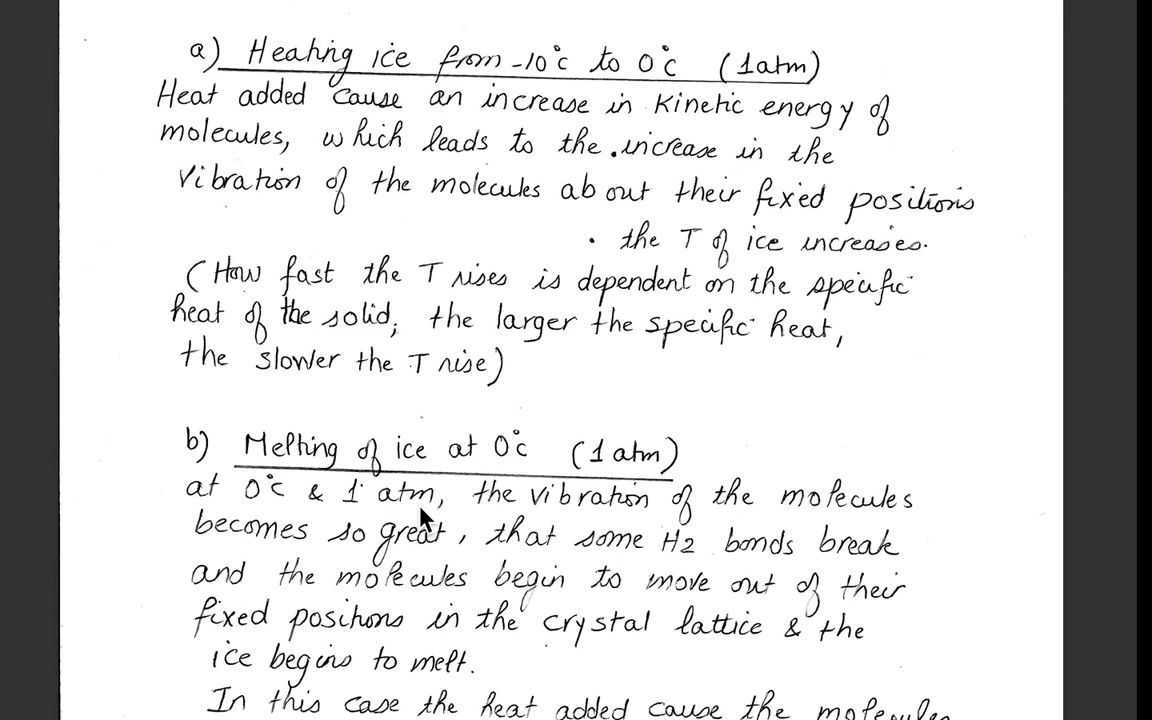 a) Heating ice from -10°C to 0°C (1atm)
Heat added cause an increase in Kinetic energy of
molecules, which leads to the .increase in the
vibration of the molecules about their fixed positions
. the T of ice increases.
(How fast the T rises is dependent on the specific
heat of the solid; the larger the specific heat,
the slower the T rise)
b) Melting of ice at 0°C (1 atm)
at 0°C & 1 atm, the vibration of the molecules
becomes so great, that some H2 bonds break
and the molecules begin to move out of their
fixed positions in the crystal lattice & the
ice begins to melt.
In this case the heat added cause the molecules